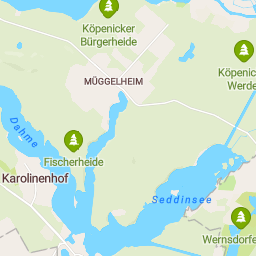 Köpenicker
Bürgerheide
MÜGGELHEIM
Köpenic
Werde
Dahme
Fischerheide
Karolinenhof
Seddinsee
Wernsdorfe